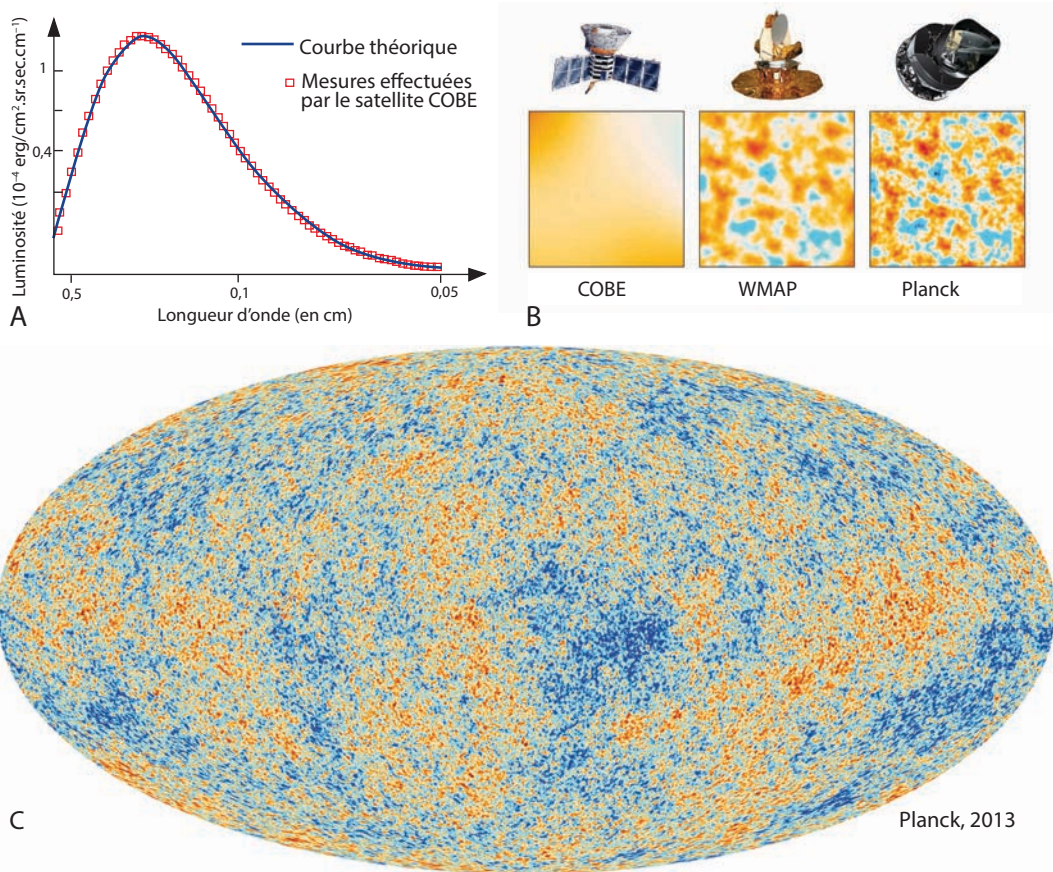 Luminosité (10⁻⁴ erg/cm².sr.sec.cm⁻¹)
1
0,4
Courbe théorique
Mesures effectuées
par le satellite COBE
0,5
0,1
0,05
Longueur d'onde (en cm)
A
COBE
WMAP
Planck
B
C
Planck, 2013